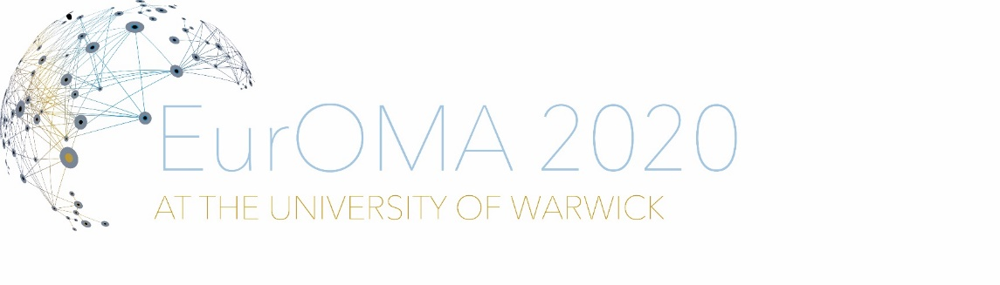 EurOMA 2020
AT THE UNIVERSITY OF WARWICK